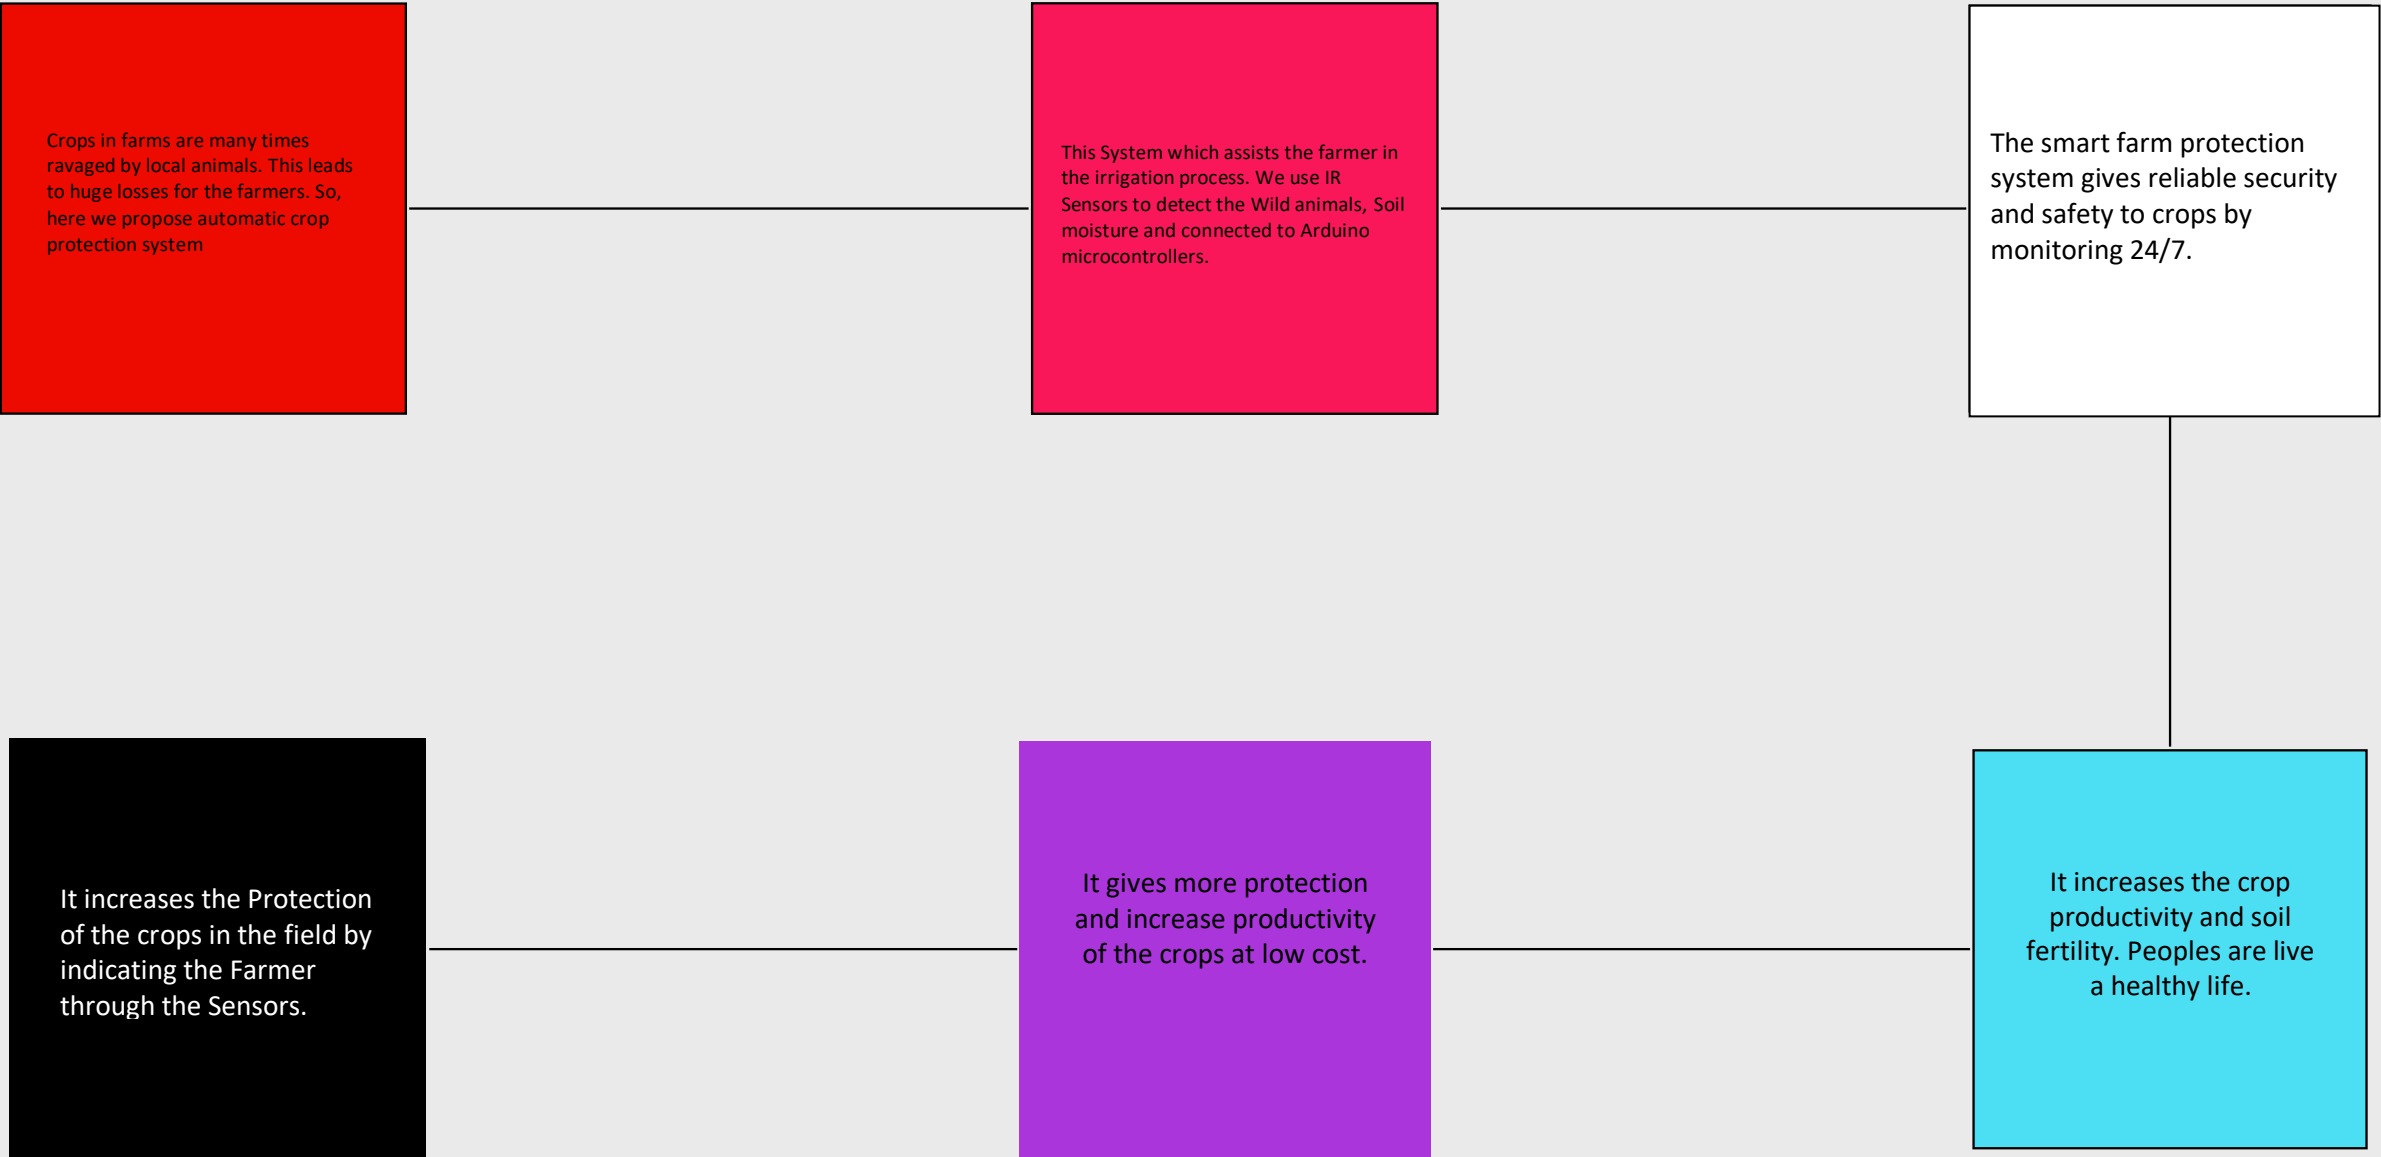 Crops in farms are many times
ravaged by local animals. This leads
to huge losses for the farmers. So,
here we propose automatic crop
protection system
This System which assists the farmer in
the irrigation process. We use IR
Sensors to detect the Wild animals, Soil
moisture and connected to Arduino
microcontrollers.
The smart farm protection
system gives reliable security
and safety to crops by
monitoring 24/7.
It increases the Protection
of the crops in the field by
indicating the Farmer
through the Sensors.
It gives more protection
and increase productivity
of the crops at low cost.
It increases the crop
productivity and soil
fertility. Peoples are live
a healthy life.